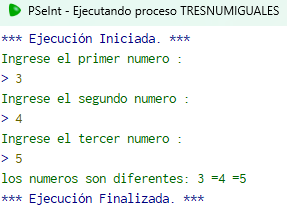 PSeInt - Ejecutando proceso TRESNUMIGUALES
*** Ejecución Iniciada. ***
Ingrese el primer numero :
> 3
Ingrese el segundo numero :
> 4
Ingrese el tercer numero :
> 5
los numeros son diferentes: 3 =4 =5
*** Ejecución Finalizada. ***